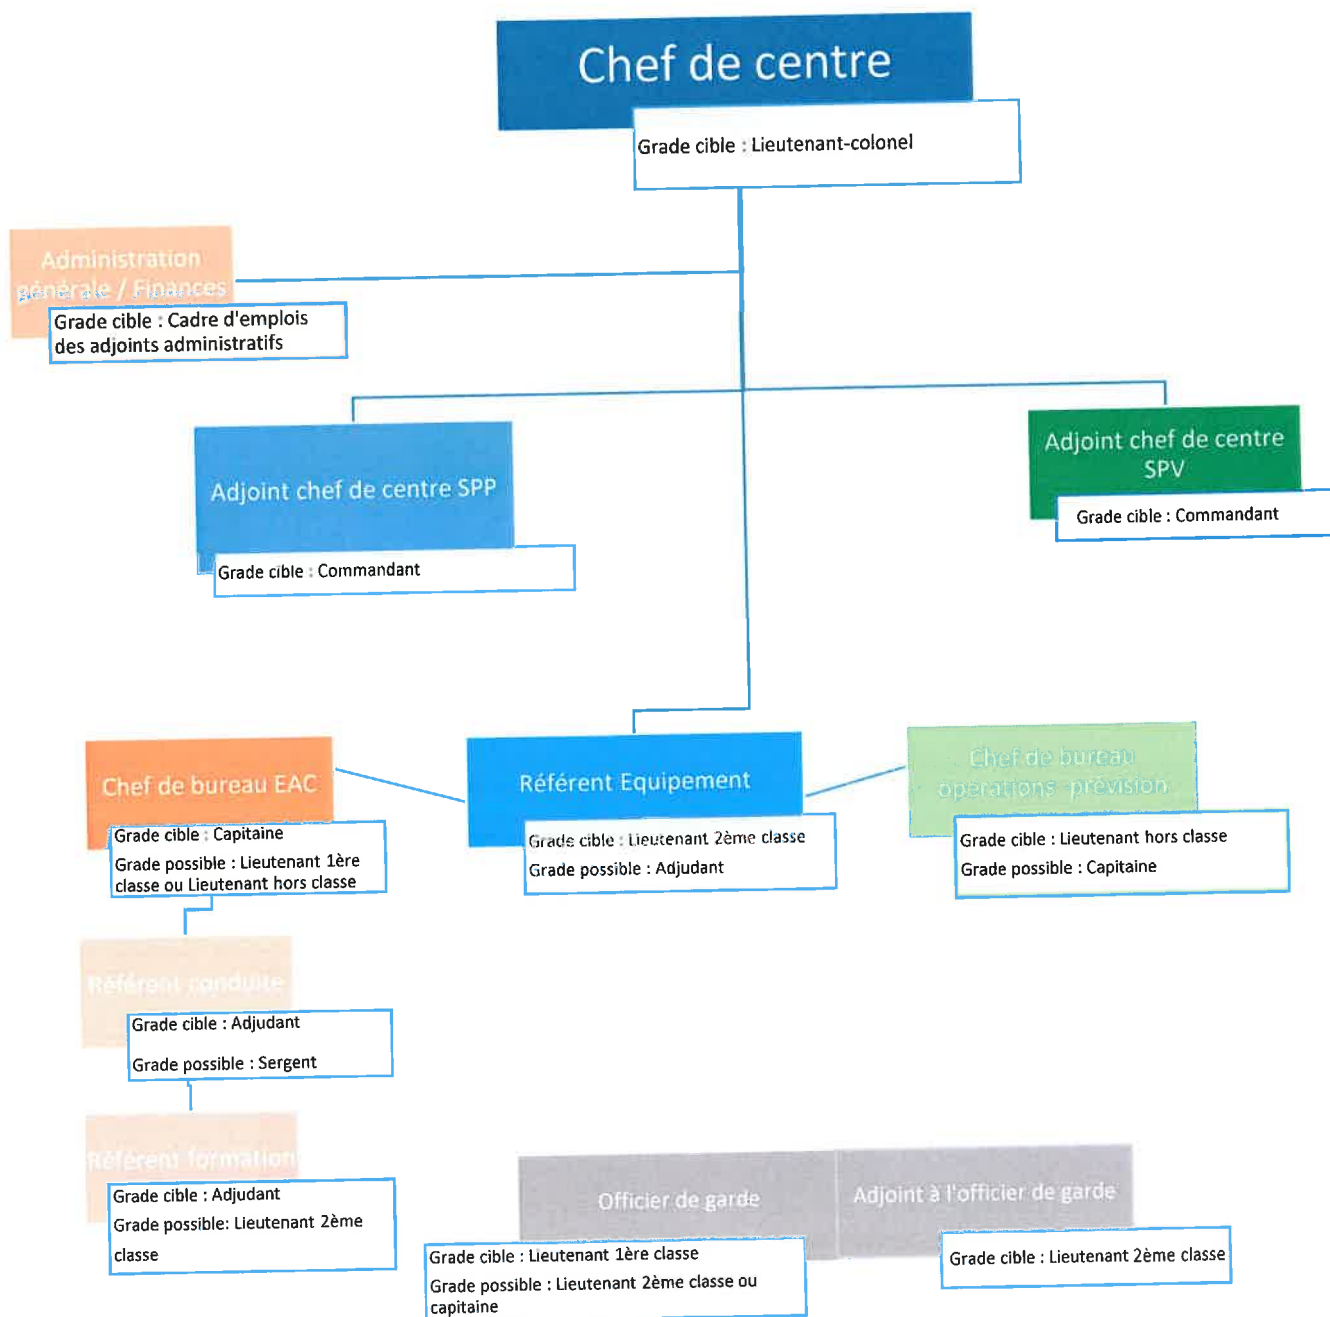 Chef de centre
Grade cible : Lieutenant-colonel
Administration
générale / Finances
Grade cible : Cadre d'emplois
des adjoints administratifs
Adjoint chef de centre SPP
Grade cible : Commandant
Adjoint chef de centre
SPV
Grade cible : Commandant
Chef de bureau EAC
Grade cible : Capitaine
Grade possible : Lieutenant 1ère
classe ou Lieutenant hors classe
Référent Equipement
Grade cible : Lieutenant 2ème classe
Grade possible : Adjudant
Chef de bureau
opérations -prévision
Grade cible : Lieutenant hors classe
Grade possible : Capitaine
Référent conduite
Grade cible : Adjudant
Grade possible : Sergent
Référent formation
Grade cible : Adjudant
Grade possible: Lieutenant 2ème
classe
Officier de garde
Grade cible : Lieutenant 1ère classe
Grade possible : Lieutenant 2ème classe ou
capitaine
Adjoint à l'officier de garde
Grade cible : Lieutenant 2ème classe